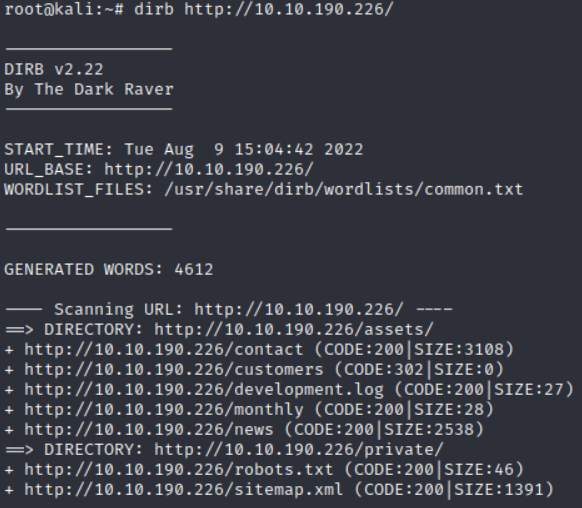 root@kali:~# dirb http://10.10.190.226/
-----------------
DIRB v2.22
By The Dark Raver
-----------------
START_TIME: Tue Aug  9 15:04:42 2022
URL_BASE: http://10.10.190.226/
WORDLIST_FILES: /usr/share/dirb/wordlists/common.txt
-----------------
GENERATED WORDS: 4612
---- Scanning URL: http://10.10.190.226/ ----
==> DIRECTORY: http://10.10.190.226/assets/
+ http://10.10.190.226/contact (CODE:200|SIZE:3108)
+ http://10.10.190.226/customers (CODE:302|SIZE:0)
+ http://10.10.190.226/development.log (CODE:200|SIZE:27)
+ http://10.10.190.226/monthly (CODE:200|SIZE:28)
+ http://10.10.190.226/news (CODE:200|SIZE:2538)
==> DIRECTORY: http://10.10.190.226/private/
+ http://10.10.190.226/robots.txt (CODE:200|SIZE:46)
+ http://10.10.190.226/sitemap.xml (CODE:200|SIZE:1391)